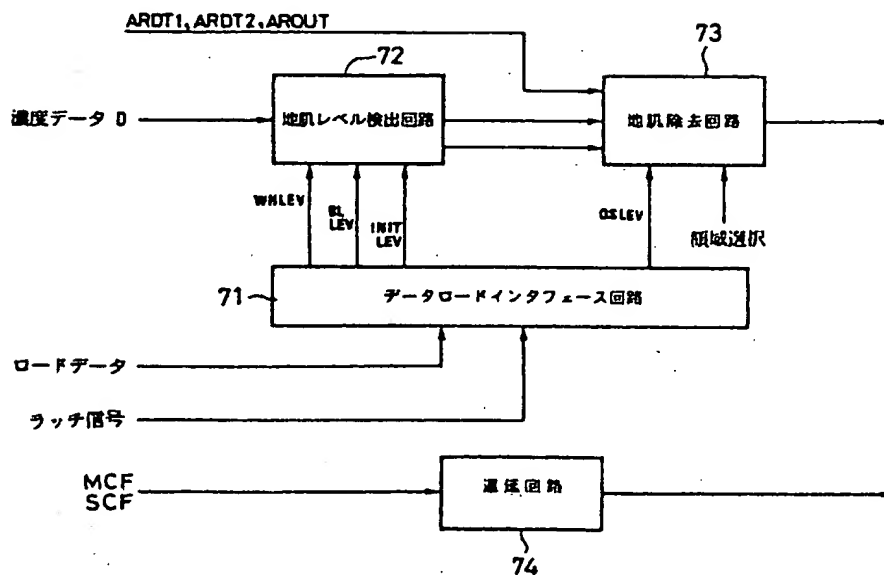 ARDT1, ARDT2, AROUT
72
73
濃度データ D
地肌レベル検出回路
地肌除去回路
WHLEV
BL
LEV
INIT
LEV
OSLEV
領域選択
71
データロードインタフェース回路
ロードデータ
ラッチ信号
MCF
SCF
遅延回路
74